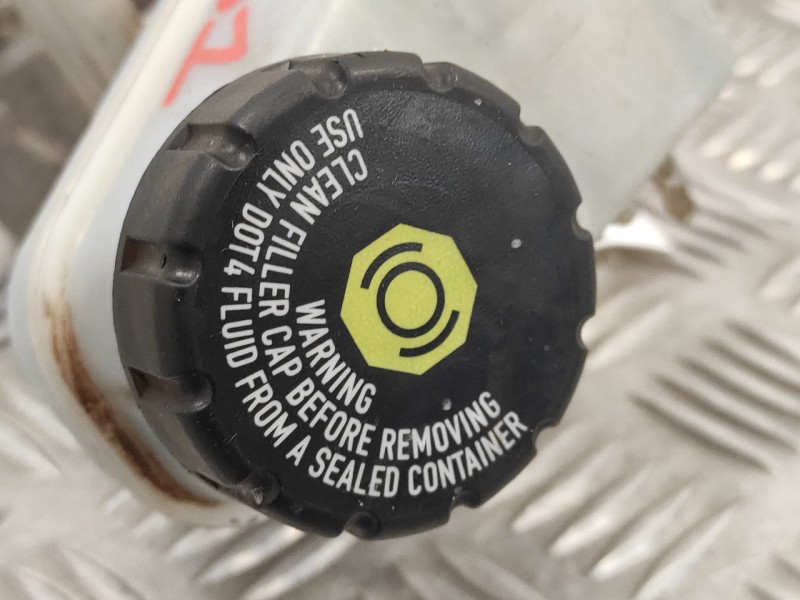 WARNING
CLEAN FILLER CAP BEFORE REMOVING
USE ONLY DOT4 FLUID FROM A SEALED CONTAINER